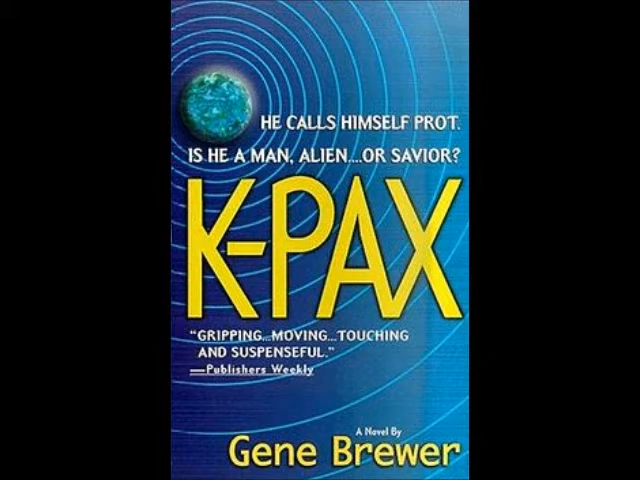 HE CALLS HIMSELF PROT.
IS HE A MAN, ALIEN....OR SAVIOR?
K-PAX
"GRIPPING...MOVING...TOUCHING
AND SUSPENSEFUL."
—Publishers Weekly
A Novel By
Gene Brewer